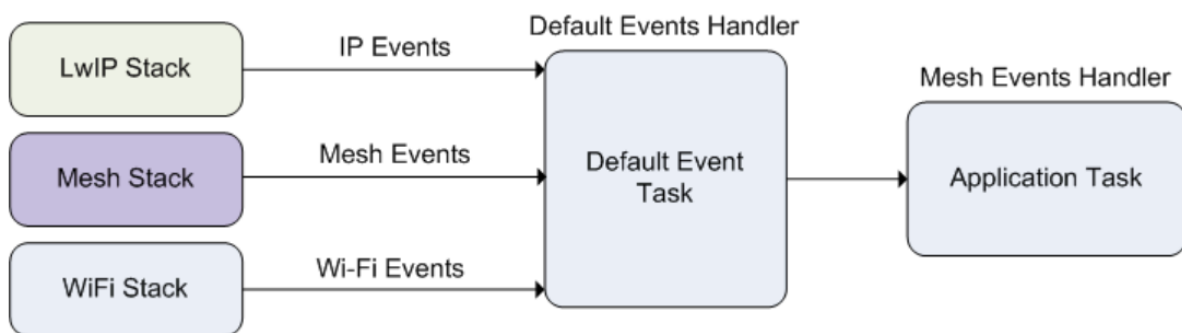 Default Events Handler
LwIP Stack
IP Events
Mesh Events Handler
Mesh Stack
Mesh Events
Default Event
Task
Application Task
WiFi Stack
Wi-Fi Events